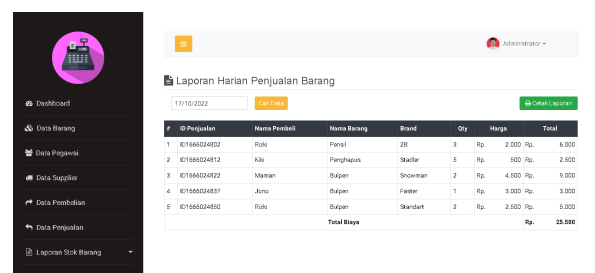 Administrator
Laporan Harian Penjualan Barang
17/10/2022 Cari Data Cetak Laporan
# ID Penjualan Nama Pembeli Nama Barang Brand Qty Harga Total
1 ID1666024802 Rizki Pensil 2B 3 Rp. 2.000 Rp. 6.000
2 ID1666024812 Kiki Penghapus Stadler 5 Rp. 500 Rp. 2.500
3 ID1666024822 Maman Bulpen Snowman 2 Rp. 4.500 Rp. 9.000
4 ID1666024837 Jono Bulpen Faster 1 Rp. 3.000 Rp. 3.000
5 ID1666024850 Rizki Bulpen Standart 2 Rp. 2.500 Rp. 5.000
Total Biaya Rp. 25.500
Dashboard
Data Barang
Data Pegawai
Data Supplier
Data Pembelian
Data Penjualan
Laporan Stok Barang